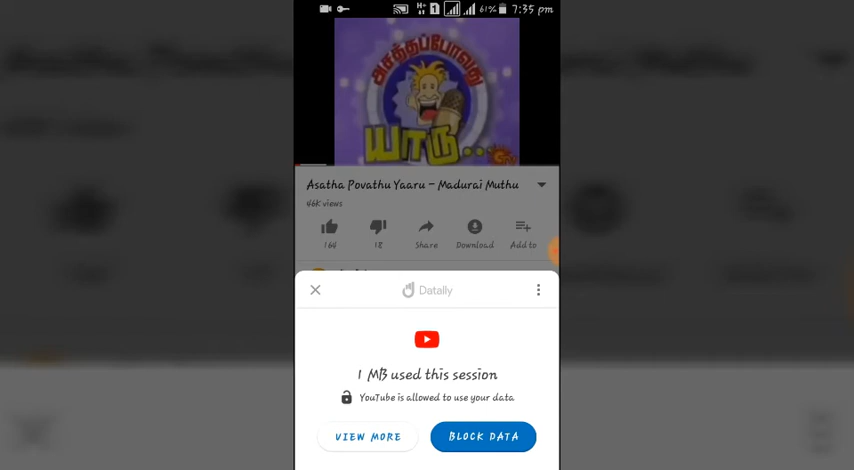 H+ 1 61% 7:35 pm
அசத்தப்போவது
யாரு..
Asatha Povathu Yaaru - Madurai Muthu
46K views
164 18 Share Download Add to
Datally
1 MB used this session
YouTube is allowed to use your data
VIEW MORE BLOCK DATA